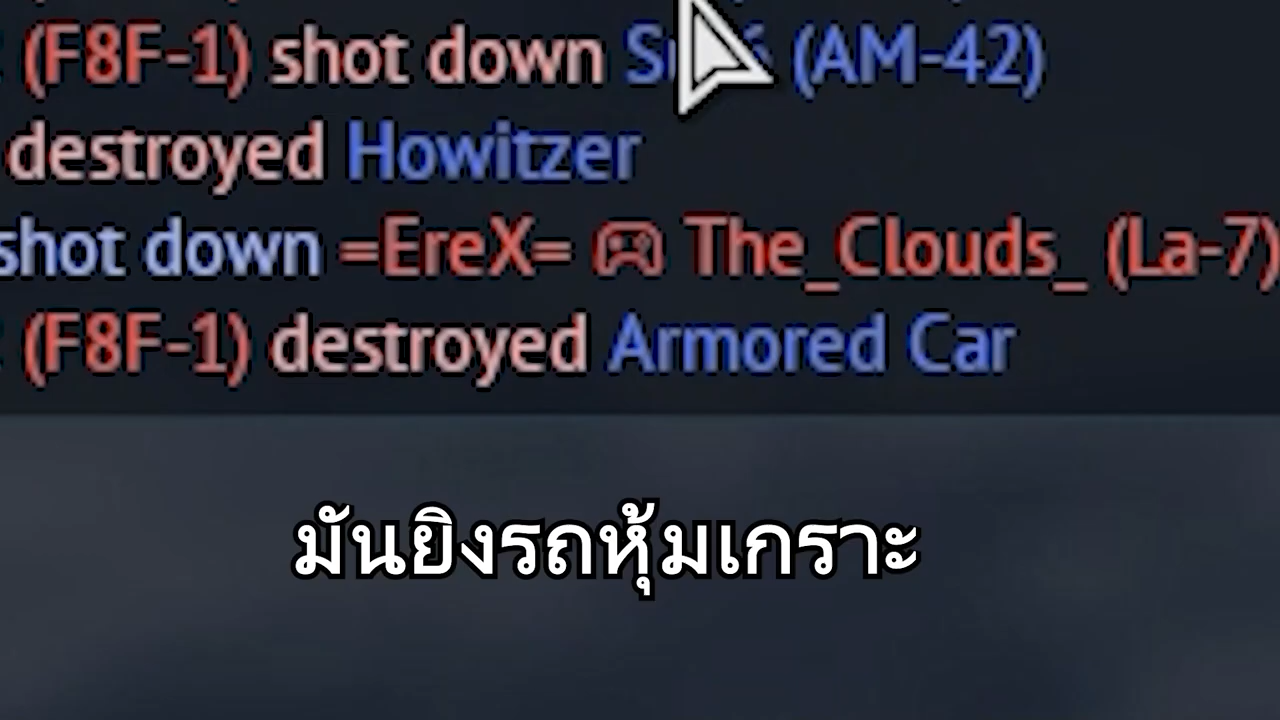 (F8F-1) shot down (AM-42)
destroyed Howitzer
shot down =EreX= The_Clouds_ (La-7)
(F8F-1) destroyed Armored Car
มันยิงรถหุ้มเกราะ